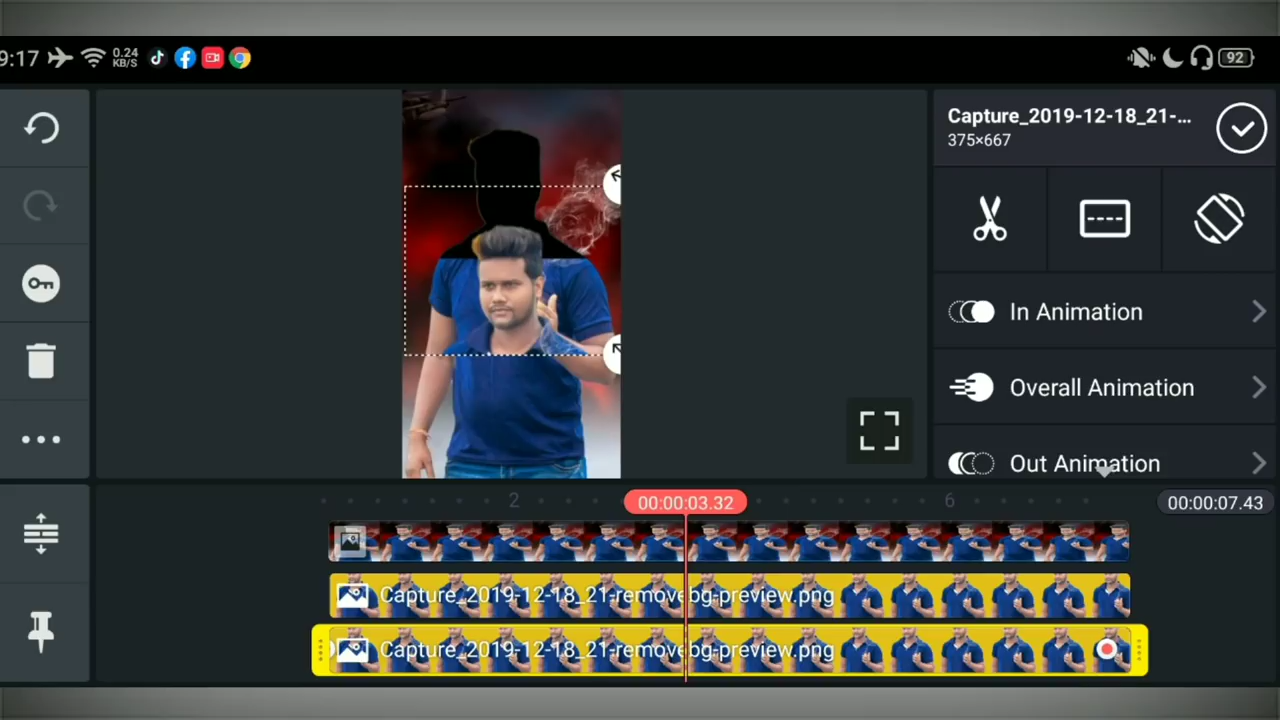 9:17
0.24
KB/S
92
Capture_2019-12-18_21-...
375×667
In Animation
Overall Animation
Out Animation
2
00:00:03.32
6
00:00:07.43
Capture_2019-12-18_21-removebg-preview.png
Capture_2019-12-18_21-removebg-preview.png